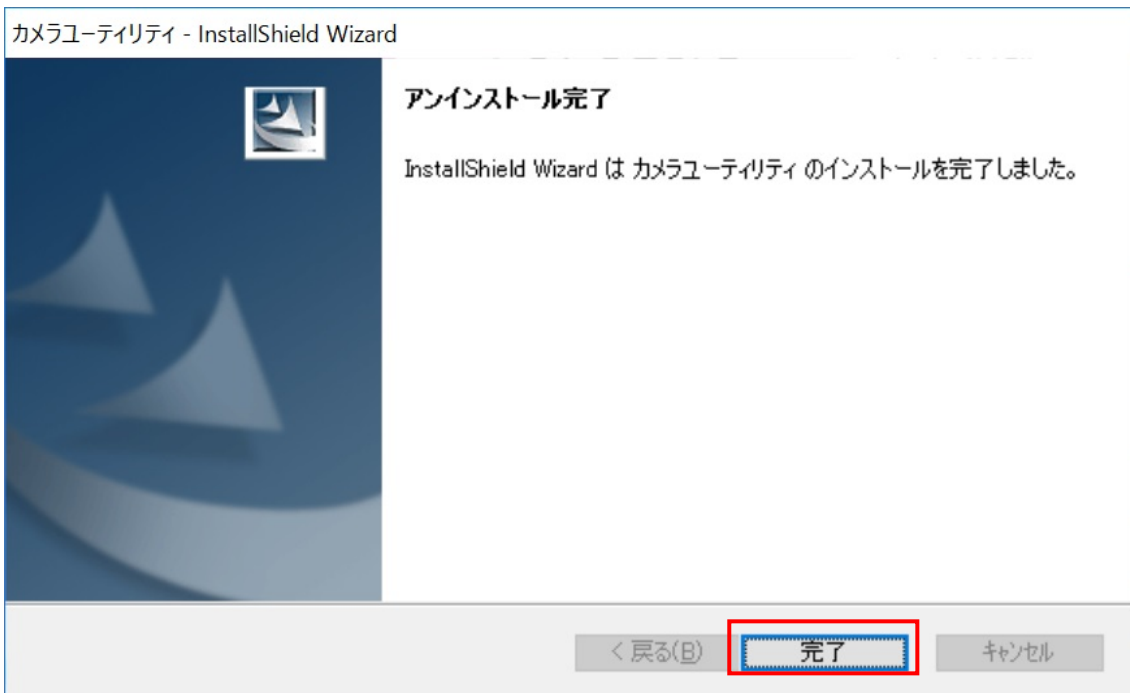 カメラユーティリティ - InstallShield Wizard
アンインストール完了
InstallShield Wizard は カメラユーティリティ のインストールを完了しました。
< 戻る(B)
完了
キャンセル